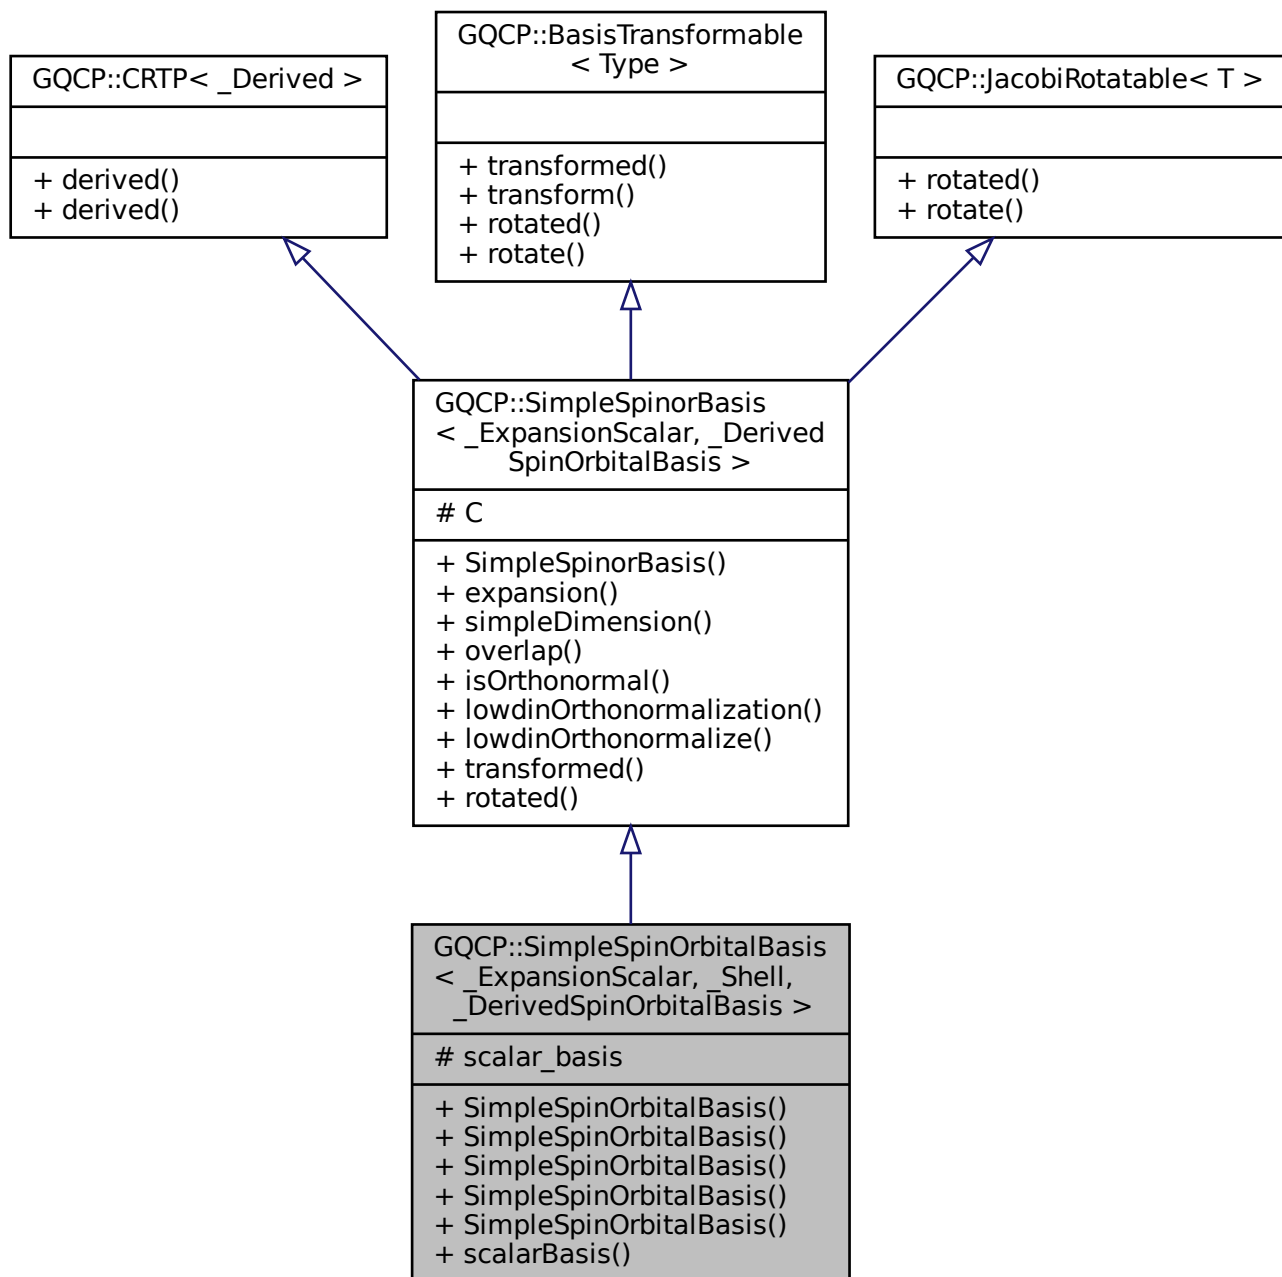 GQCP::CRTP< _Derived >
+ derived()
+ derived()
GQCP::BasisTransformable
< Type >
+ transformed()
+ transform()
+ rotated()
+ rotate()
GQCP::JacobiRotatable< T >
+ rotated()
+ rotate()
GQCP::SimpleSpinorBasis
< _ExpansionScalar, _Derived
SpinOrbitalBasis >
# C
+ SimpleSpinorBasis()
+ expansion()
+ simpleDimension()
+ overlap()
+ isOrthonormal()
+ lowdinOrthonormalization()
+ lowdinOrthonormalize()
+ transformed()
+ rotated()
GQCP::SimpleSpinOrbitalBasis
< _ExpansionScalar, _Shell,
_DerivedSpinOrbitalBasis >
# scalar_basis
+ SimpleSpinOrbitalBasis()
+ SimpleSpinOrbitalBasis()
+ SimpleSpinOrbitalBasis()
+ SimpleSpinOrbitalBasis()
+ SimpleSpinOrbitalBasis()
+ scalarBasis()